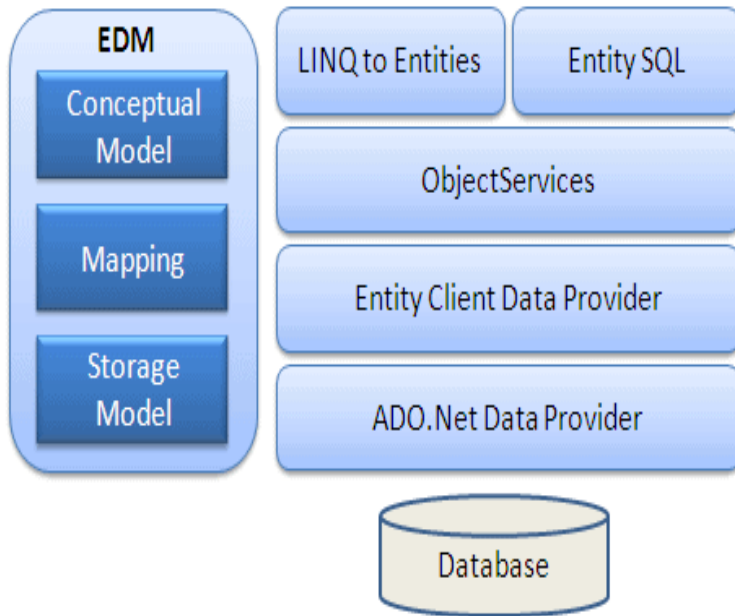 EDM
Conceptual
Model
Mapping
Storage
Model
LINQ to Entities
Entity SQL
ObjectServices
Entity Client Data Provider
ADO.Net Data Provider
Database